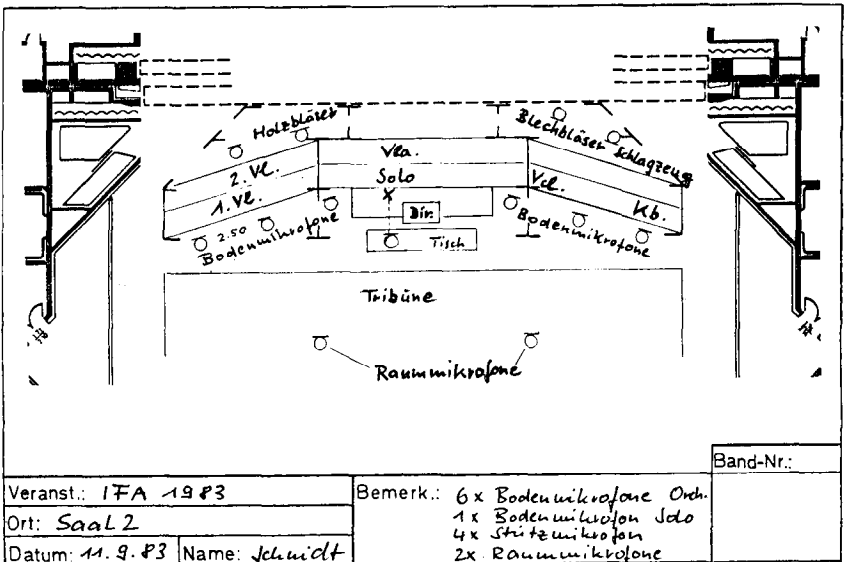 Holzbläser
Blechbläser Schlagzeug
2. Vl.
Vla.
1. Vl.
Solo
Vcl.
Kb.
Dir.
2.50
Bodenmikrofone
Bodenmikrofone
Tisch
Tribüne
Raummikrofone
Band-Nr.:
Veranst.: IFA 1983
Ort: Saal 2
Datum: 11.9.83 Name: Schmidt
Bemerk.: 6x Bodenmikrofone Orch.
1x Bodenmikrofon Solo
4x Stützmikrofon
2x Raummikrofone